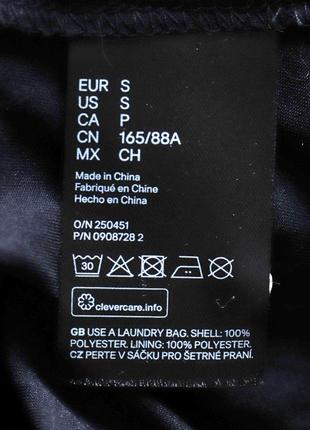 EUR S
US S
CA P
CN 165/88A
MX CH
Made in China
Fabriqué en Chine
Hecho en China
O/N 250451
P/N 0908728 2
30
clevercare.info
GB USE A LAUNDRY BAG. SHELL: 100%
POLYESTER. LINING: 100% POLYESTER.
CZ PERTE V SÁČKU PRO ŠETRNÉ PRANÍ.